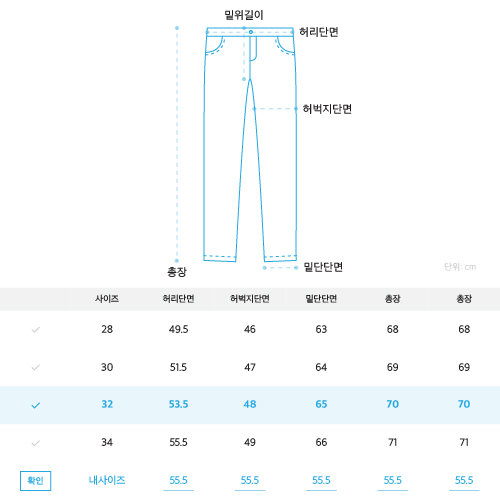 밑위길이
허리단면
허벅지단면
총장
밑단단면
단위 cm
사이즈 허리단면 허벅지단면 밑단단면 총장 총장
28 49.5 46 63 68 68
30 51.5 47 64 69 69
32 53.5 48 65 70 70
34 55.5 49 66 71 71
확인 내사이즈 55.5 55.5 55.5 55.5 55.5